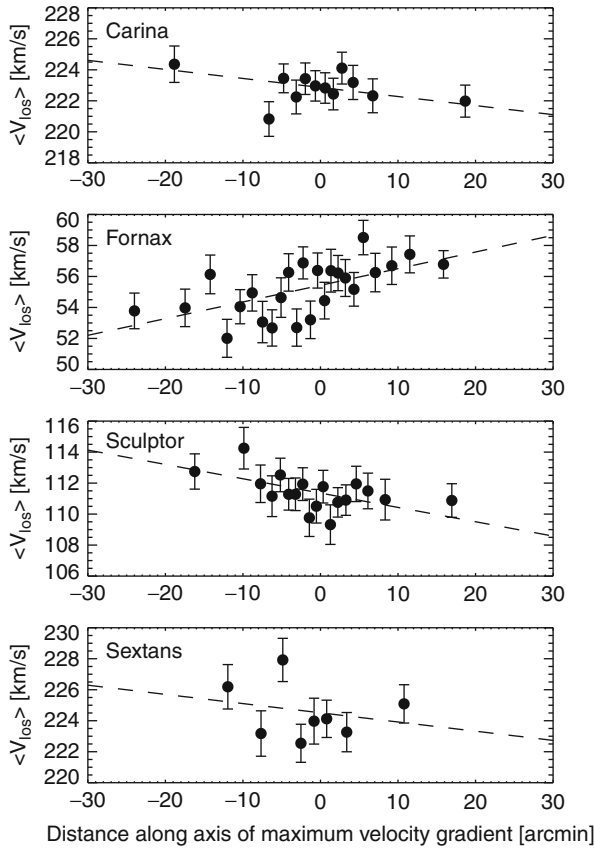 Carina
<V_los> [km/s]
228
226
224
222
220
218
−30 −20 −10 0 10 20 30
Fornax
<V_los> [km/s]
60
58
56
54
52
50
−30 −20 −10 0 10 20 30
Sculptor
<V_los> [km/s]
116
114
112
110
108
106
−30 −20 −10 0 10 20 30
Sextans
<V_los> [km/s]
230
228
226
224
222
220
−30 −20 −10 0 10 20 30
Distance along axis of maximum velocity gradient [arcmin]